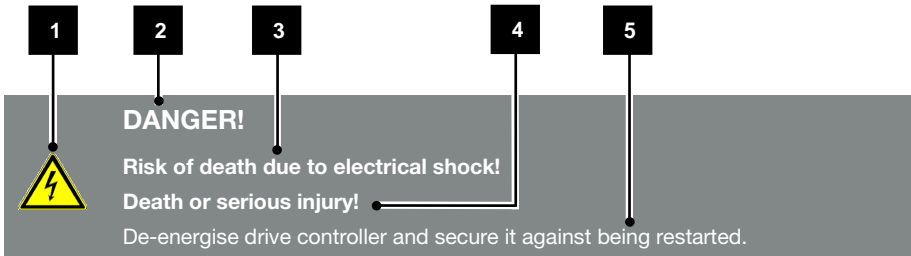 1 2 3 4 5
DANGER!
Risk of death due to electrical shock!
Death or serious injury!
De-energise drive controller and secure it against being restarted.